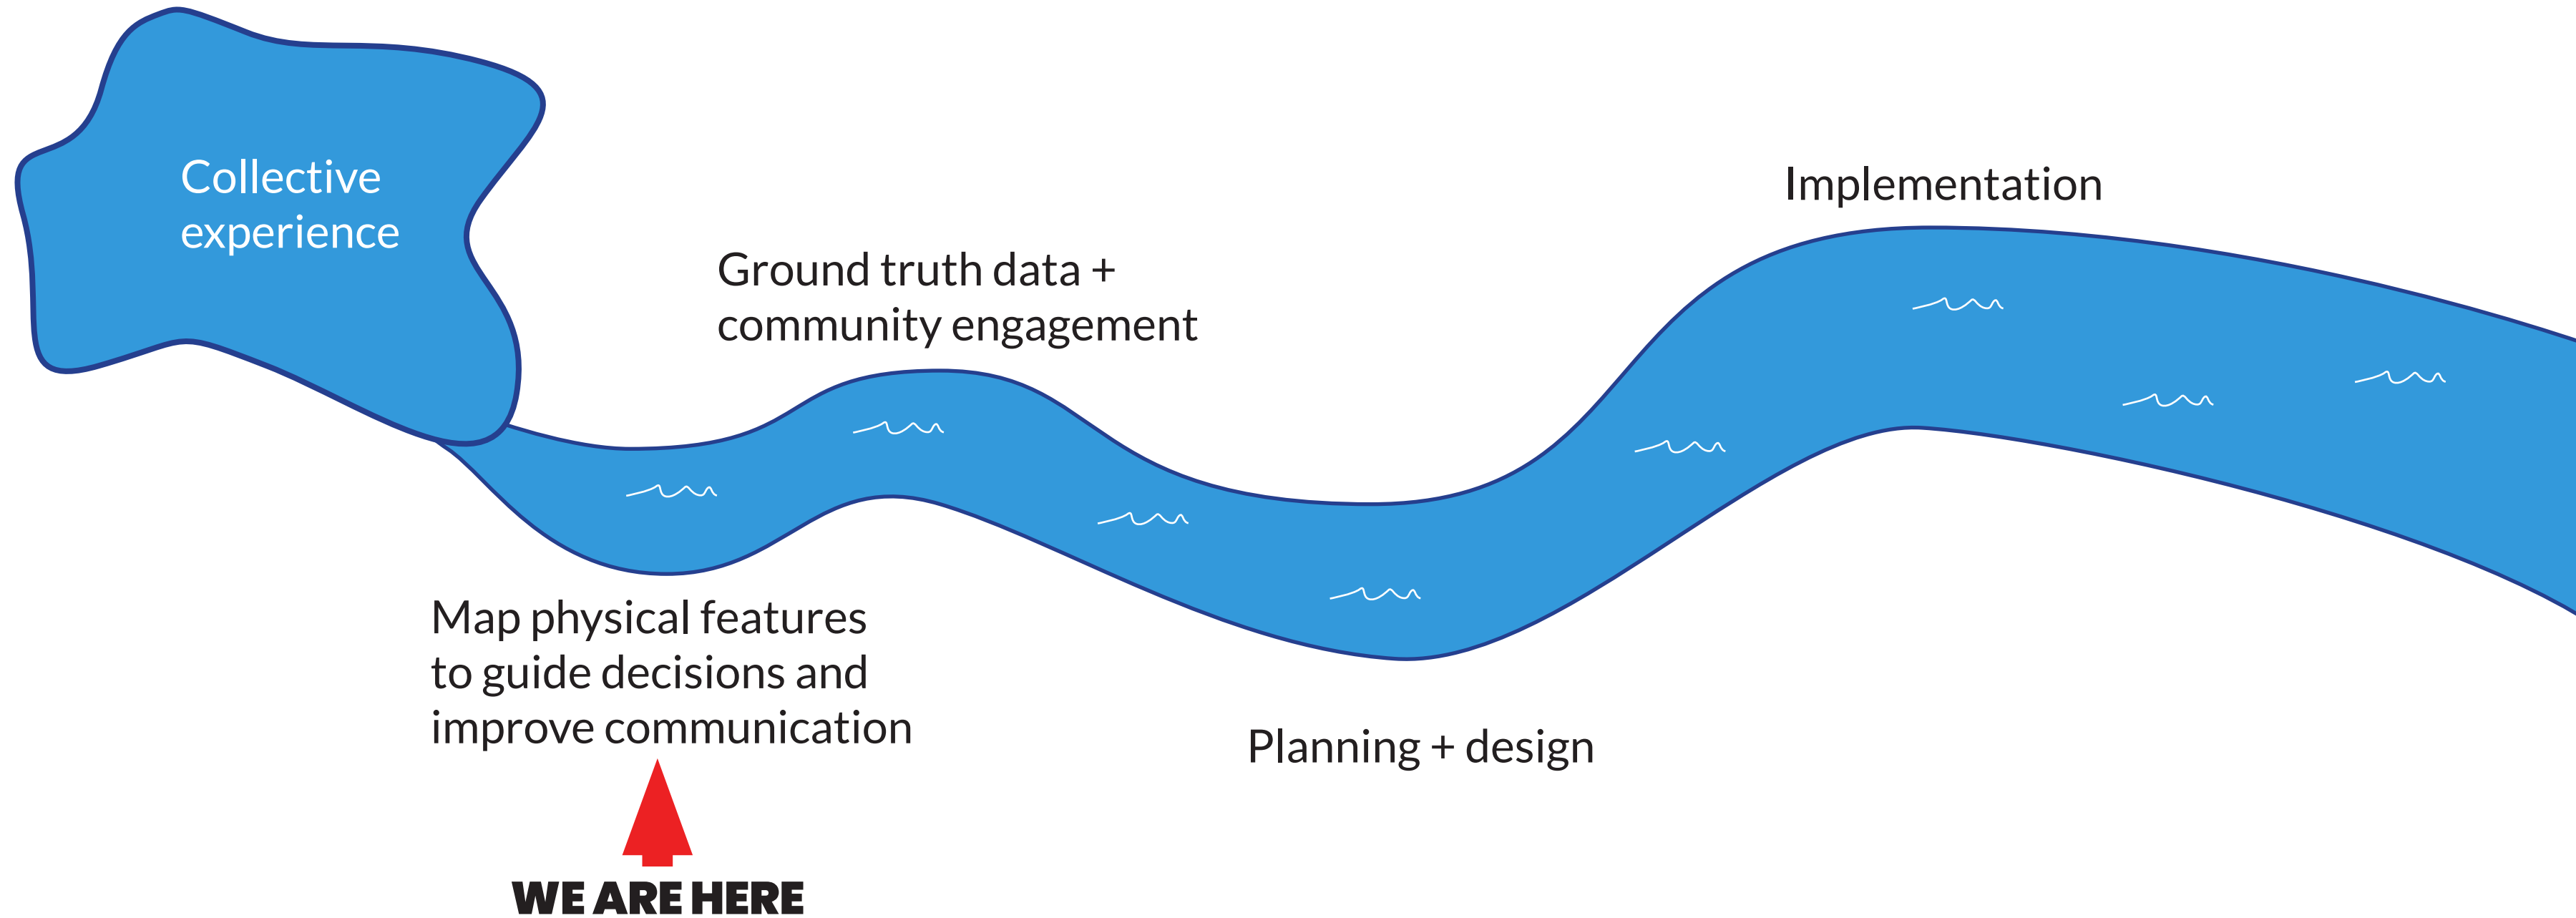 Collective
experience
Map physical features
to guide decisions and
improve communication
WE ARE HERE
Ground truth data +
community engagement
Planning + design
Implementation